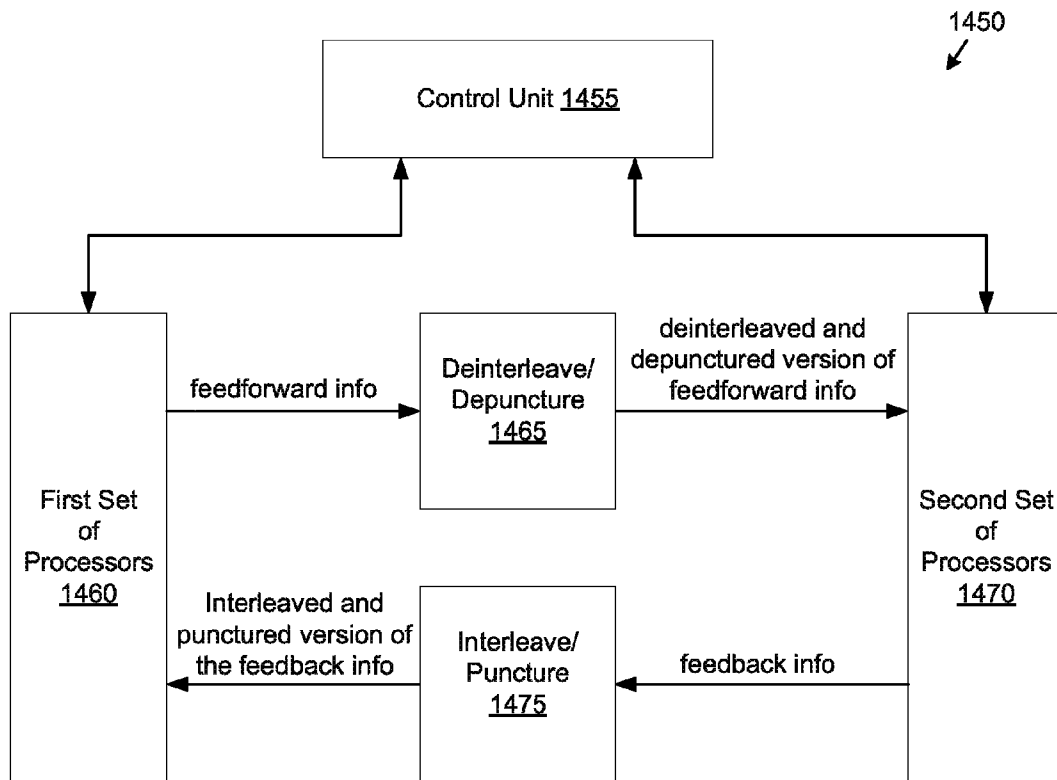 1450
Control Unit 1455
feedforward info
Deinterleave/
Depuncture
1465
deinterleaved and
depunctured version of
feedforward info
First Set
of
Processors
1460
Second Set
of
Processors
1470
Interleaved and
punctured version of
the feedback info
Interleave/
Puncture
1475
feedback info